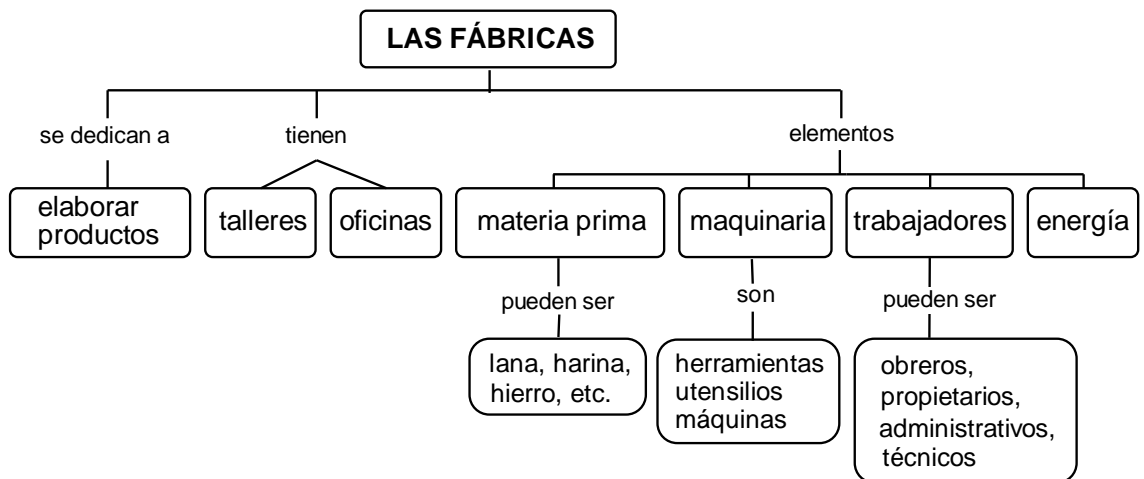 LAS FÁBRICAS
se dedican a
tienen
elementos
elaborar
productos
talleres
oficinas
materia prima
maquinaria
trabajadores
energía
pueden ser
son
pueden ser
lana, harina,
hierro, etc.
herramientas
utensilios
máquinas
obreros,
propietarios,
administrativos,
técnicos